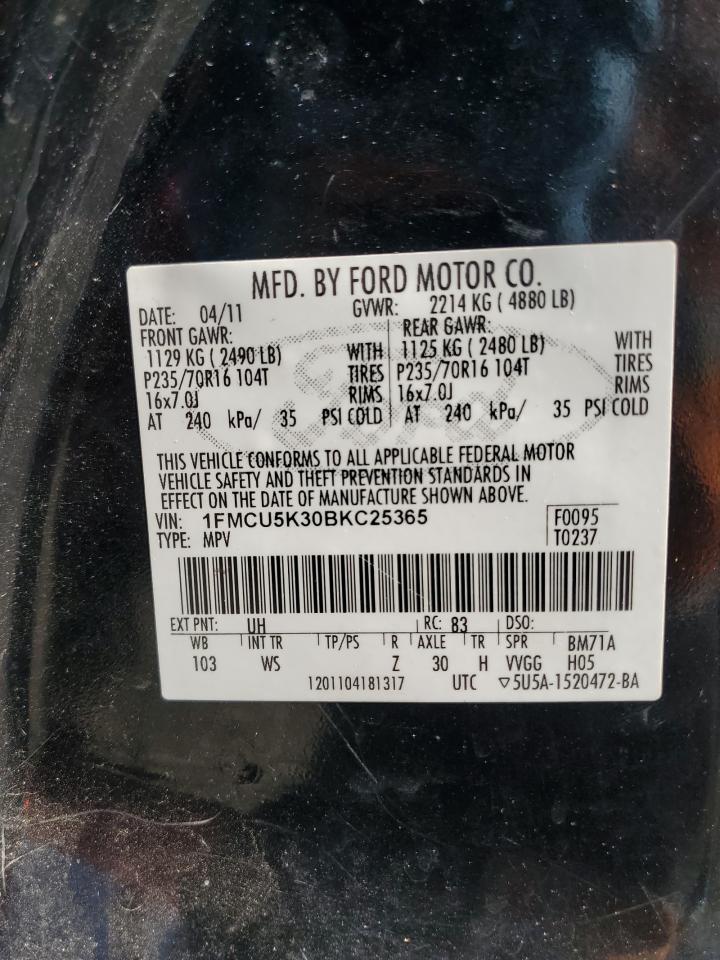 MFD. BY FORD MOTOR CO.
DATE: 04/11 GVWR: 2214 KG ( 4880 LB)
FRONT GAWR: REAR GAWR:
1129 KG ( 2490 LB) WITH 1125 KG ( 2480 LB) WITH
P235/70R16 104T TIRES P235/70R16 104T TIRES
16x7.0J RIMS 16x7.0J RIMS
AT 240 kPa/ 35 PSI COLD AT 240 kPa/ 35 PSI COLD
Ford
THIS VEHICLE CONFORMS TO ALL APPLICABLE FEDERAL MOTOR
VEHICLE SAFETY AND THEFT PREVENTION STANDARDS IN
EFFECT ON THE DATE OF MANUFACTURE SHOWN ABOVE.
VIN: 1FMCU5K30BKC25365 F0095
TYPE: MPV T0237
EXT PNT: UH RC: 83 DSO:
WB INT TR TP/PS R AXLE TR SPR BM71A
103 WS Z 30 H VVGG H05
1201104181317 UTC ▽5U5A-1520472-BA